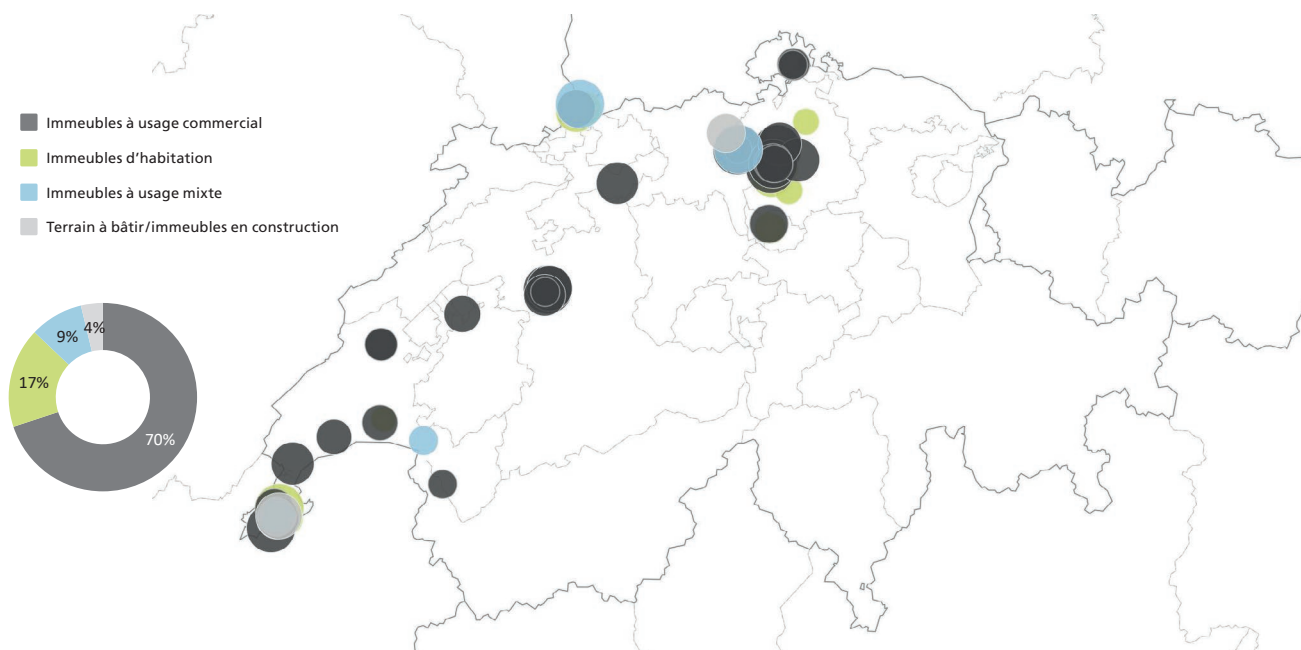 Immeubles à usage commercial
Immeubles d’habitation
Immeubles à usage mixte
Terrain à bâtir/immeubles en construction
4%
9%
17%
70%